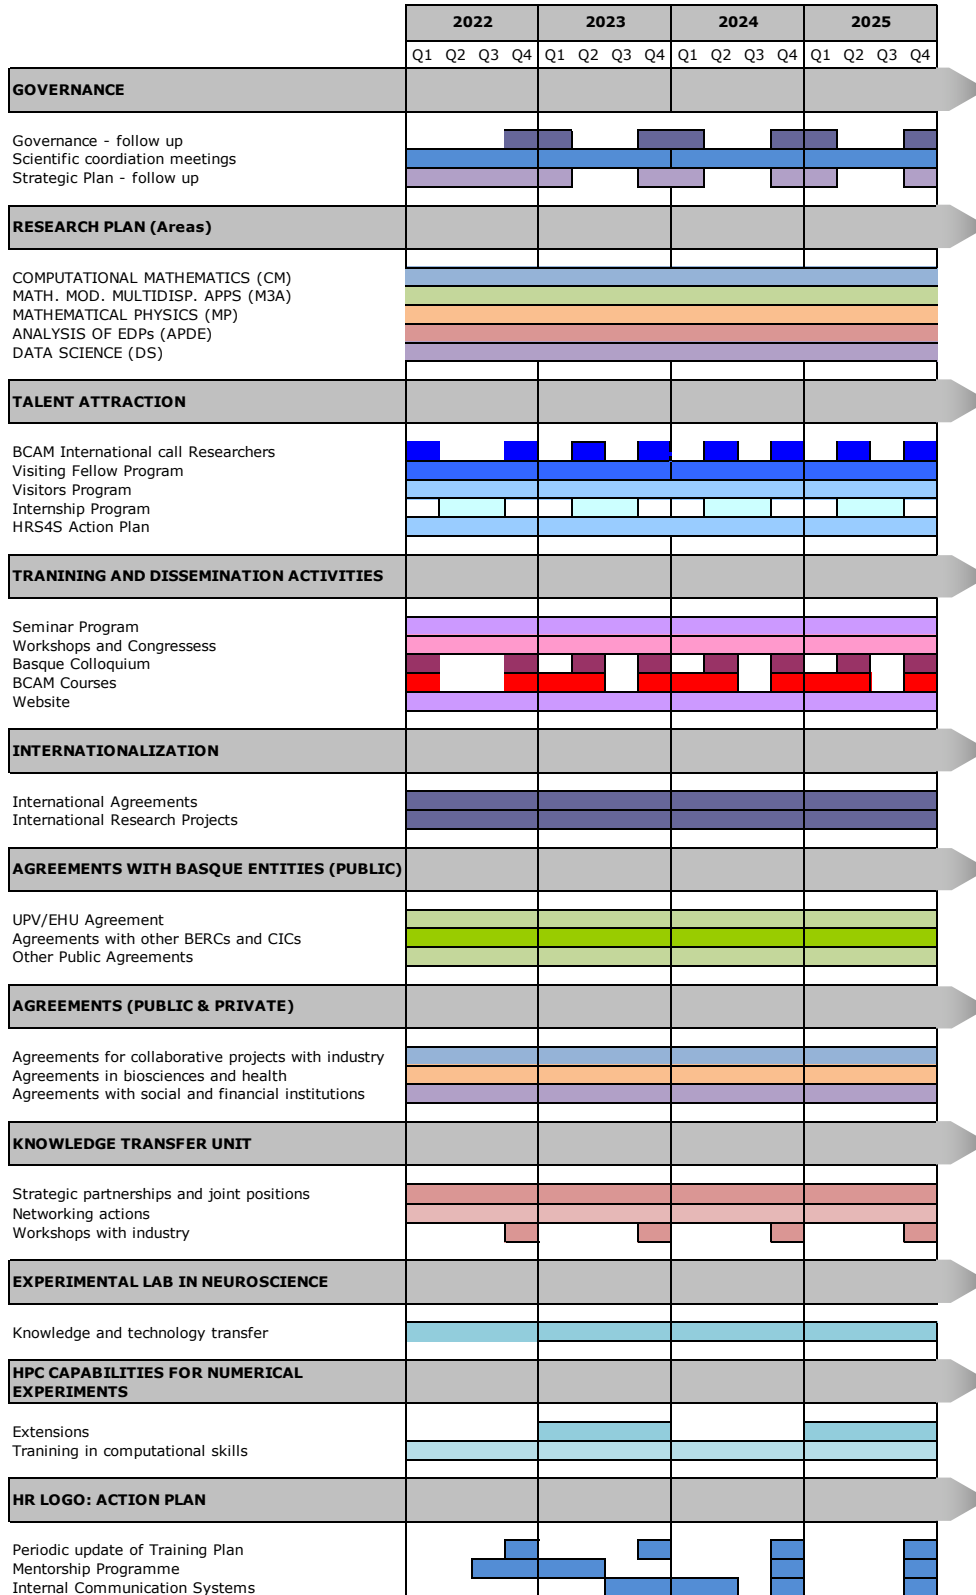 2022 2023 2024 2025
Q1 Q2 Q3 Q4 Q1 Q2 Q3 Q4 Q1 Q2 Q3 Q4 Q1 Q2 Q3 Q4
GOVERNANCE
Governance - follow up
Scientific coordiation meetings
Strategic Plan - follow up
RESEARCH PLAN (Areas)
COMPUTATIONAL MATHEMATICS (CM)
MATH. MOD. MULTIDISP. APPS (M3A)
MATHEMATICAL PHYSICS (MP)
ANALYSIS OF EDPs (APDE)
DATA SCIENCE (DS)
TALENT ATTRACTION
BCAM International call Researchers
Visiting Fellow Program
Visitors Program
Internship Program
HRS4S Action Plan
TRANINING AND DISSEMINATION ACTIVITIES
Seminar Program
Workshops and Congressess
Basque Colloquium
BCAM Courses
Website
INTERNATIONALIZATION
International Agreements
International Research Projects
AGREEMENTS WITH BASQUE ENTITIES (PUBLIC)
UPV/EHU Agreement
Agreements with other BERCs and CICs
Other Public Agreements
AGREEMENTS (PUBLIC & PRIVATE)
Agreements for collaborative projects with industry
Agreements in biosciences and health
Agreements with social and financial institutions
KNOWLEDGE TRANSFER UNIT
Strategic partnerships and joint positions
Networking actions
Workshops with industry
EXPERIMENTAL LAB IN NEUROSCIENCE
Knowledge and technology transfer
HPC CAPABILITIES FOR NUMERICAL
EXPERIMENTS
Extensions
Tranining in computational skills
HR LOGO: ACTION PLAN
Periodic update of Training Plan
Mentorship Programme
Internal Communication Systems